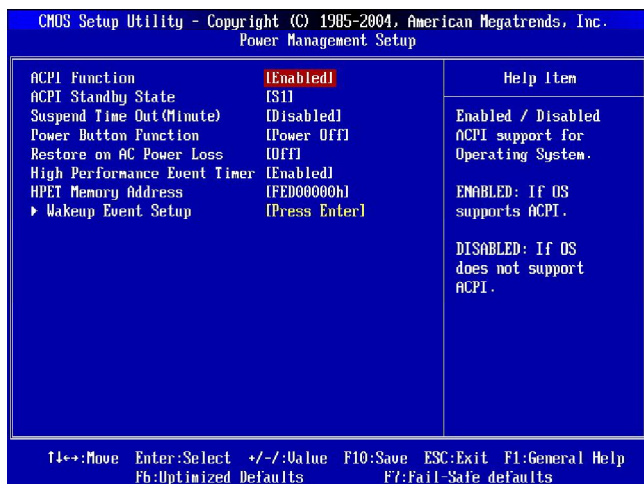 CMOS Setup Utility - Copyright (C) 1985-2004, American Megatrends, Inc.
Power Management Setup
ACPI Function [Enabled]
ACPI Standby State [S1]
Suspend Time Out(Minute) [Disabled]
Power Button Function [Power Off]
Restore on AC Power Loss [Off]
High Performance Event Timer [Enabled]
HPET Memory Address [FED00000h]
▶ Wakeup Event Setup [Press Enter]
Help Item
Enabled / Disabled
ACPI support for
Operating System.
ENABLED: If OS
supports ACPI.
DISABLED: If OS
does not support
ACPI.
↑↓←→:Move Enter:Select +/-/:Value F10:Save ESC:Exit F1:General Help
F6:Optimized Defaults F7:Fail-Safe defaults